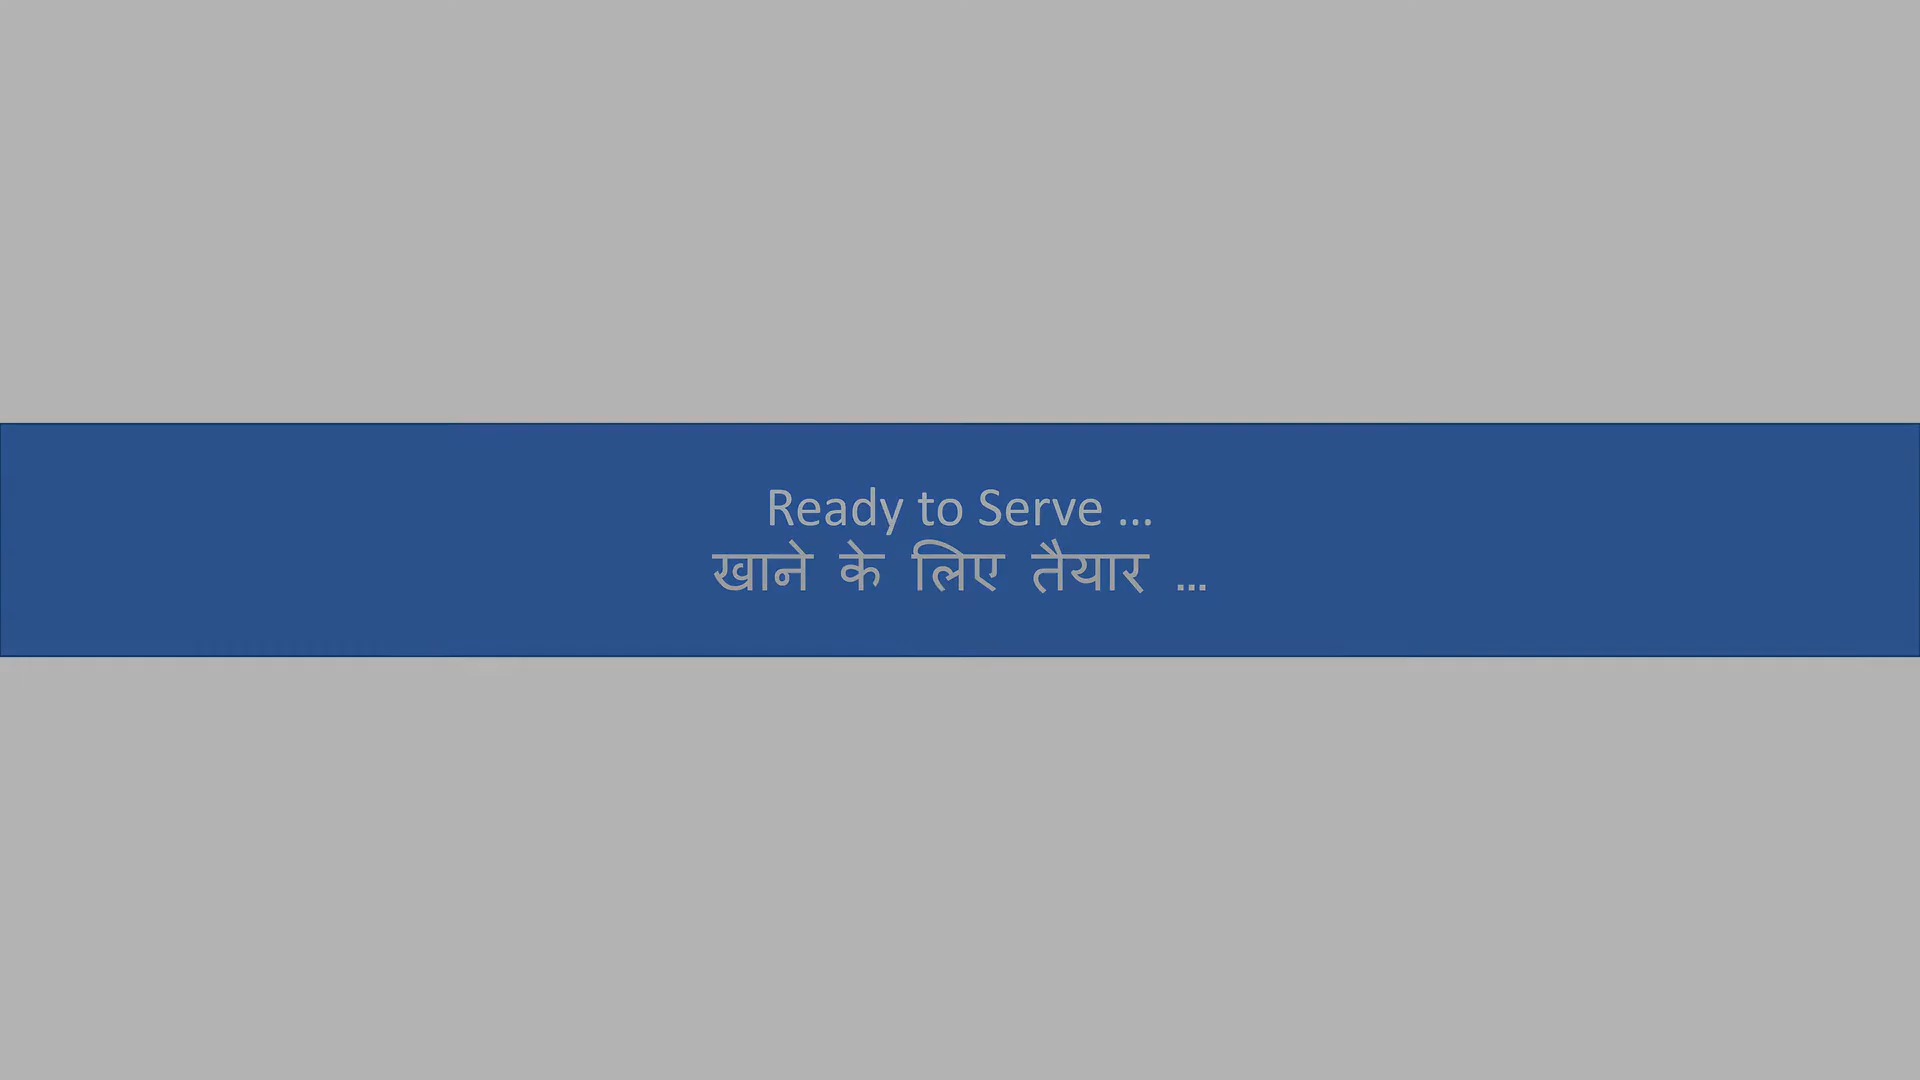 Ready to Serve ...
खाने के लिए तैयार ...